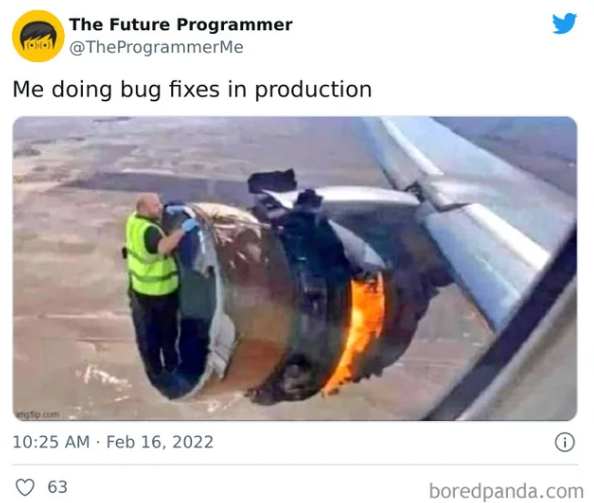 The Future Programmer
@TheProgrammerMe
Me doing bug fixes in production
imgflip.com
10:25 AM · Feb 16, 2022
63
boredpanda.com